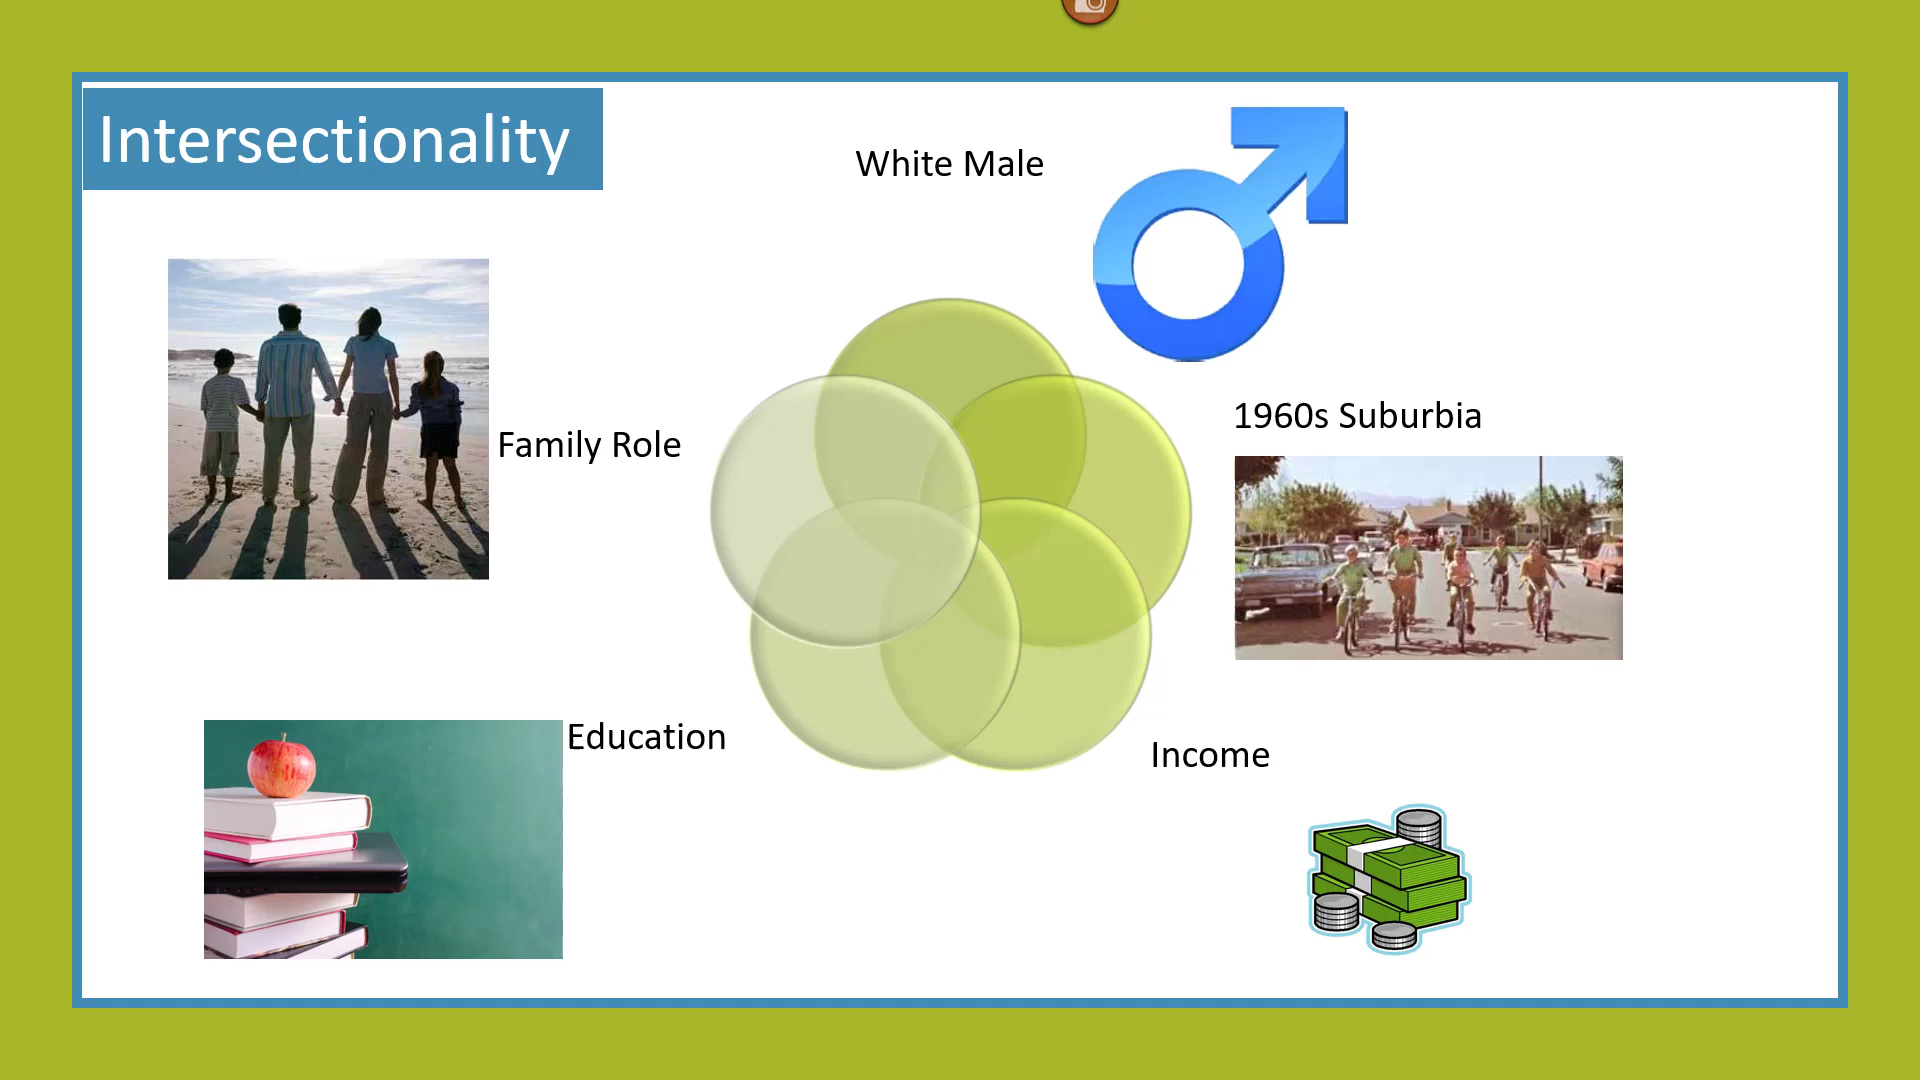 Intersectionality
White Male
1960s Suburbia
Family Role
Education
Income